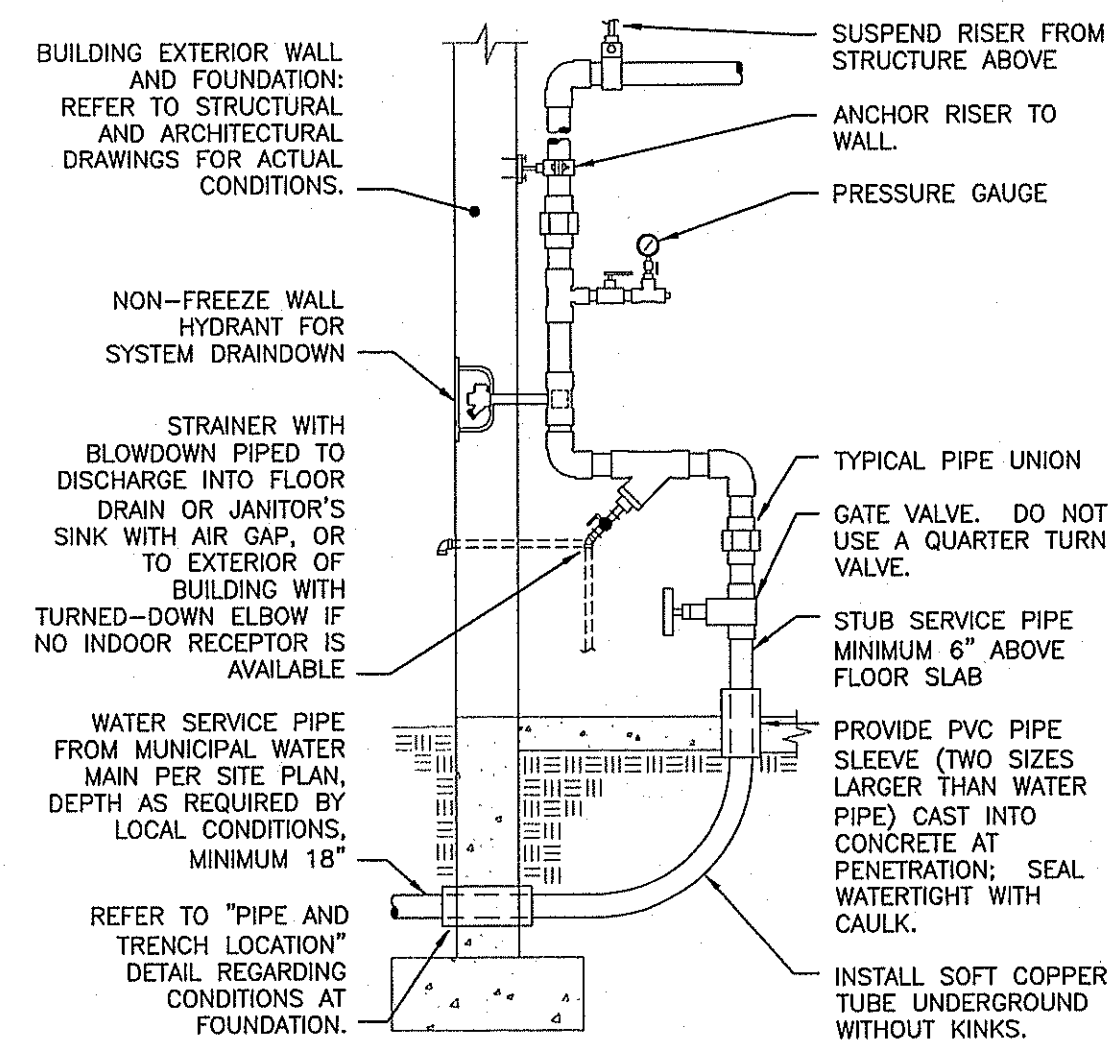 BUILDING EXTERIOR WALL
AND FOUNDATION:
REFER TO STRUCTURAL
AND ARCHITECTURAL
DRAWINGS FOR ACTUAL
CONDITIONS.
NON-FREEZE WALL
HYDRANT FOR
SYSTEM DRAINDOWN
STRAINER WITH
BLOWDOWN PIPED TO
DISCHARGE INTO FLOOR
DRAIN OR JANITOR'S
SINK WITH AIR GAP, OR
TO EXTERIOR OF
BUILDING WITH
TURNED-DOWN ELBOW IF
NO INDOOR RECEPTOR IS
AVAILABLE
WATER SERVICE PIPE
FROM MUNICIPAL WATER
MAIN PER SITE PLAN,
DEPTH AS REQUIRED BY
LOCAL CONDITIONS,
MINIMUM 18"
REFER TO "PIPE AND
TRENCH LOCATION"
DETAIL REGARDING
CONDITIONS AT
FOUNDATION.
SUSPEND RISER FROM
STRUCTURE ABOVE
ANCHOR RISER TO
WALL.
PRESSURE GAUGE
TYPICAL PIPE UNION
GATE VALVE. DO NOT
USE A QUARTER TURN
VALVE.
STUB SERVICE PIPE
MINIMUM 6" ABOVE
FLOOR SLAB
PROVIDE PVC PIPE
SLEEVE (TWO SIZES
LARGER THAN WATER
PIPE) CAST INTO
CONCRETE AT
PENETRATION; SEAL
WATERTIGHT WITH
CAULK.
INSTALL SOFT COPPER
TUBE UNDERGROUND
WITHOUT KINKS.